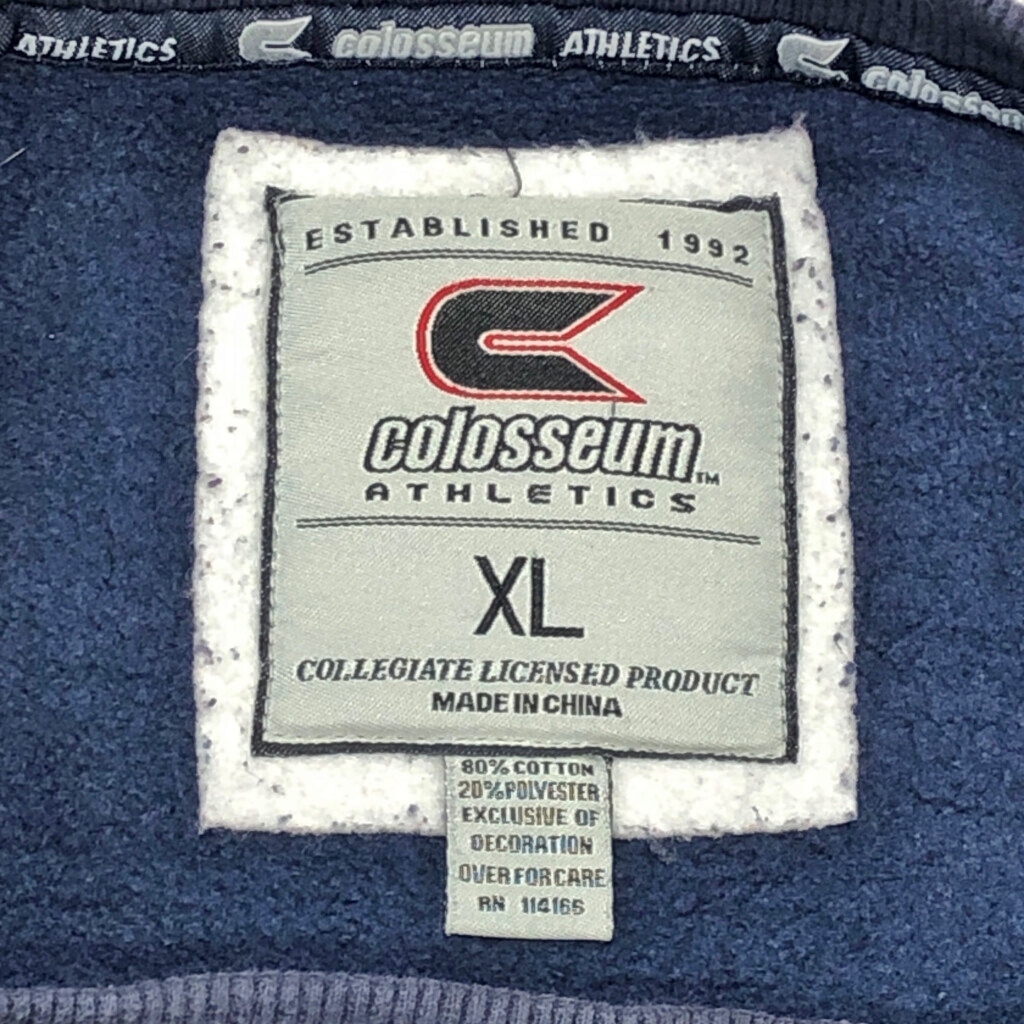 ATHLETICS colosseum ATHLETICS colosseum
ESTABLISHED 1992
colosseum™
ATHLETICS
XL
COLLEGIATE LICENSED PRODUCT
MADE IN CHINA
80% COTTON
20% POLYESTER
EXCLUSIVE OF
DECORATION
OVER FOR CARE
RN 114166